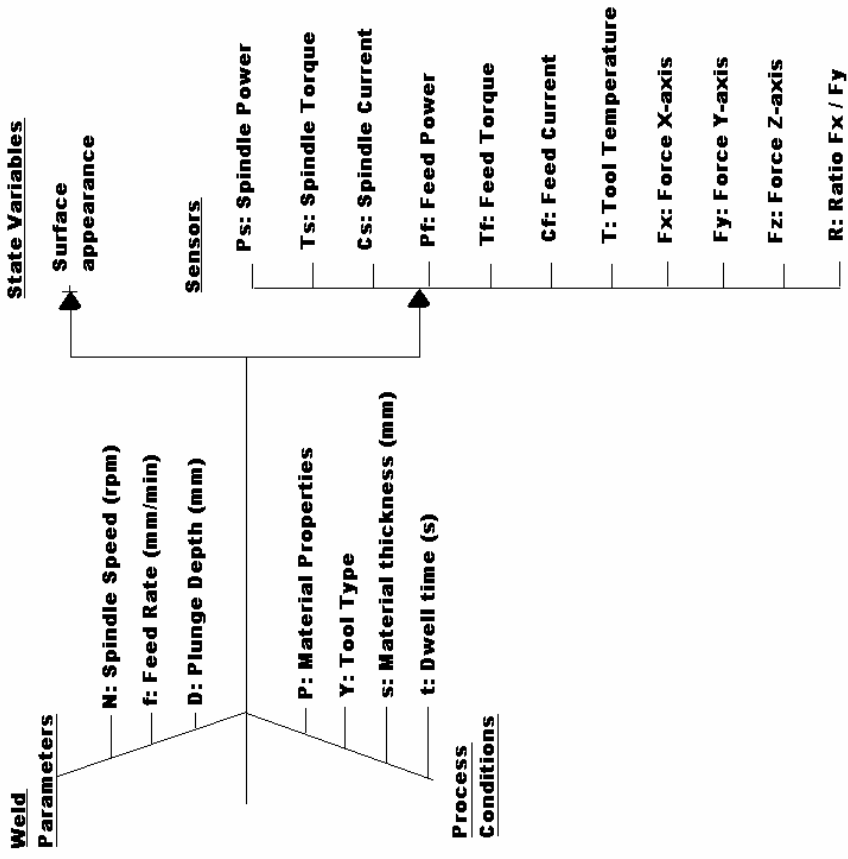 Weld
Parameters
N: Spindle Speed (rpm)
f: Feed Rate (mm/min)
D: Plunge Depth (mm)
P: Material Properties
Y: Tool Type
s: Material thickness (mm)
t: Dwell time (s)
Process
Conditions
State Variables
Surface
appearance
Sensors
Ps: Spindle Power
Ts: Spindle Torque
Cs: Spindle Current
Pf: Feed Power
Tf: Feed Torque
Cf: Feed Current
T: Tool Temperature
Fx: Force X-axis
Fy: Force Y-axis
Fz: Force Z-axis
R: Ratio Fx / Fy